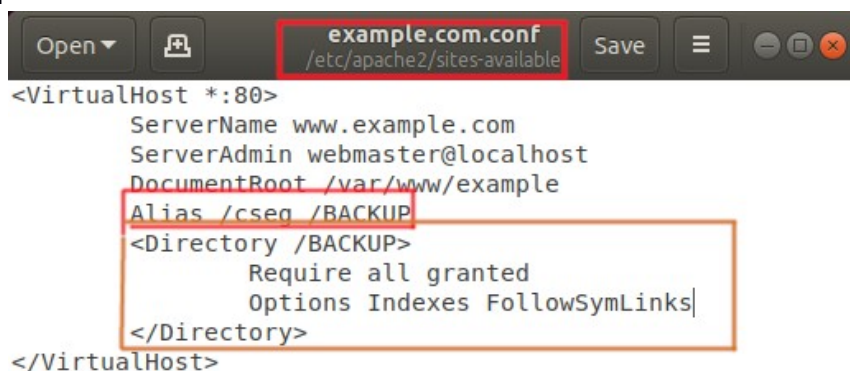 Open
example.com.conf
/etc/apache2/sites-available
Save
<VirtualHost *:80>
ServerName www.example.com
ServerAdmin webmaster@localhost
DocumentRoot /var/www/example
Alias /cseg /BACKUP
<Directory /BACKUP>
Require all granted
Options Indexes FollowSymLinks
</Directory>
</VirtualHost>